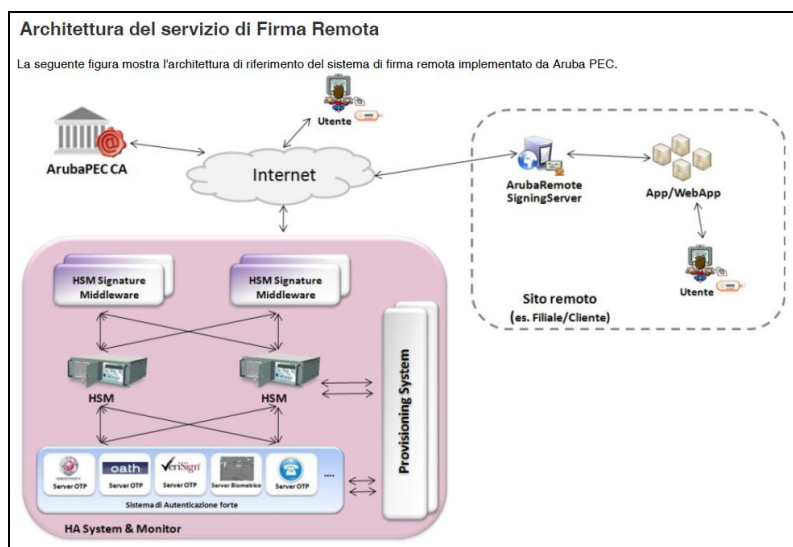 Architettura del servizio di Firma Remota
La seguente figura mostra l'architettura di riferimento del sistema di firma remota implementato da Aruba PEC.
Utente
ArubaPEC CA
Internet
ArubaRemote
SigningServer
App/WebApp
Utente
Sito remoto
(es. Filiale/Cliente)
HSM Signature
Middleware
HSM Signature
Middleware
HSM
HSM
Provisioning System
oath
VeriSign
Server OTP
Server OTP
Server OTP
Server Biometrico
Server OTP
....
Sistema di Autenticazione forte
HA System & Monitor